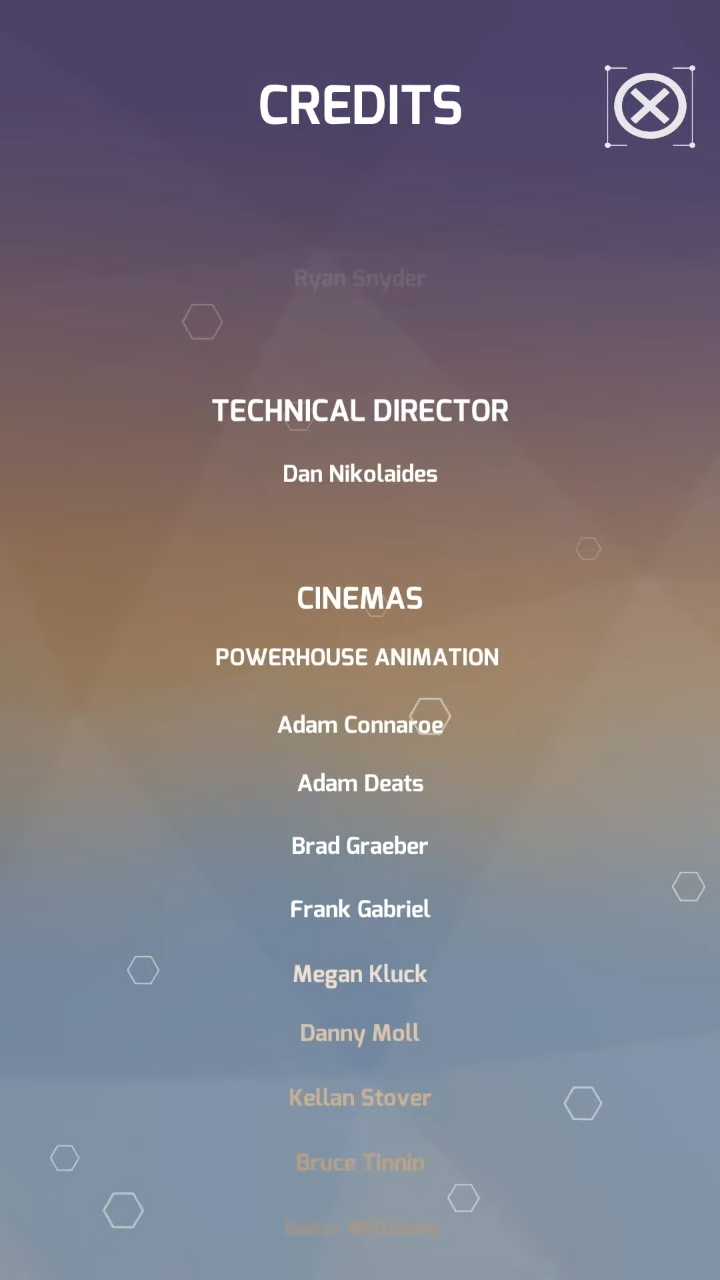 CREDITS
Ryan Snyder
TECHNICAL DIRECTOR
Dan Nikolaides
CINEMAS
POWERHOUSE ANIMATION
Adam Connaroe
Adam Deats
Brad Graeber
Frank Gabriel
Megan Kluck
Danny Moll
Kellan Stover
Bruce Tinnin